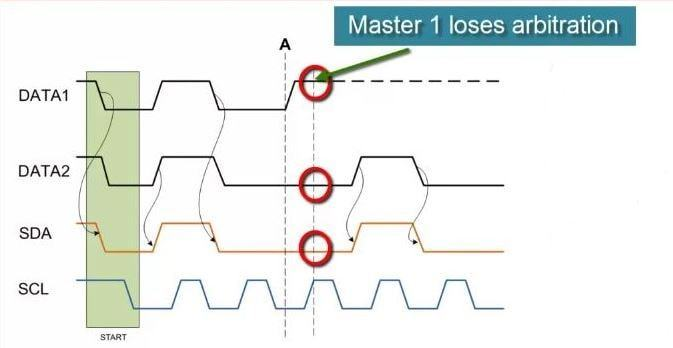 Master 1 loses arbitration
A
DATA1
DATA2
SDA
SCL
START